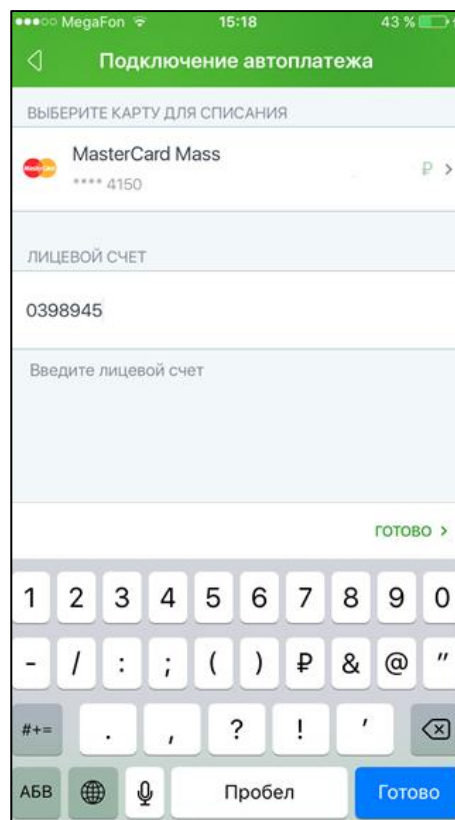 MegaFon 15:18 43 %
Подключение автоплатежа
ВЫБЕРИТЕ КАРТУ ДЛЯ СПИСАНИЯ
MasterCard Mass
**** 4150 ₽ >
ЛИЦЕВОЙ СЧЕТ
0398945
Введите лицевой счет
ГОТОВО >
1 2 3 4 5 6 7 8 9 0
- / : ; ( ) ₽ & @ "
#+= . , ? ! '
АБВ Пробел Готово